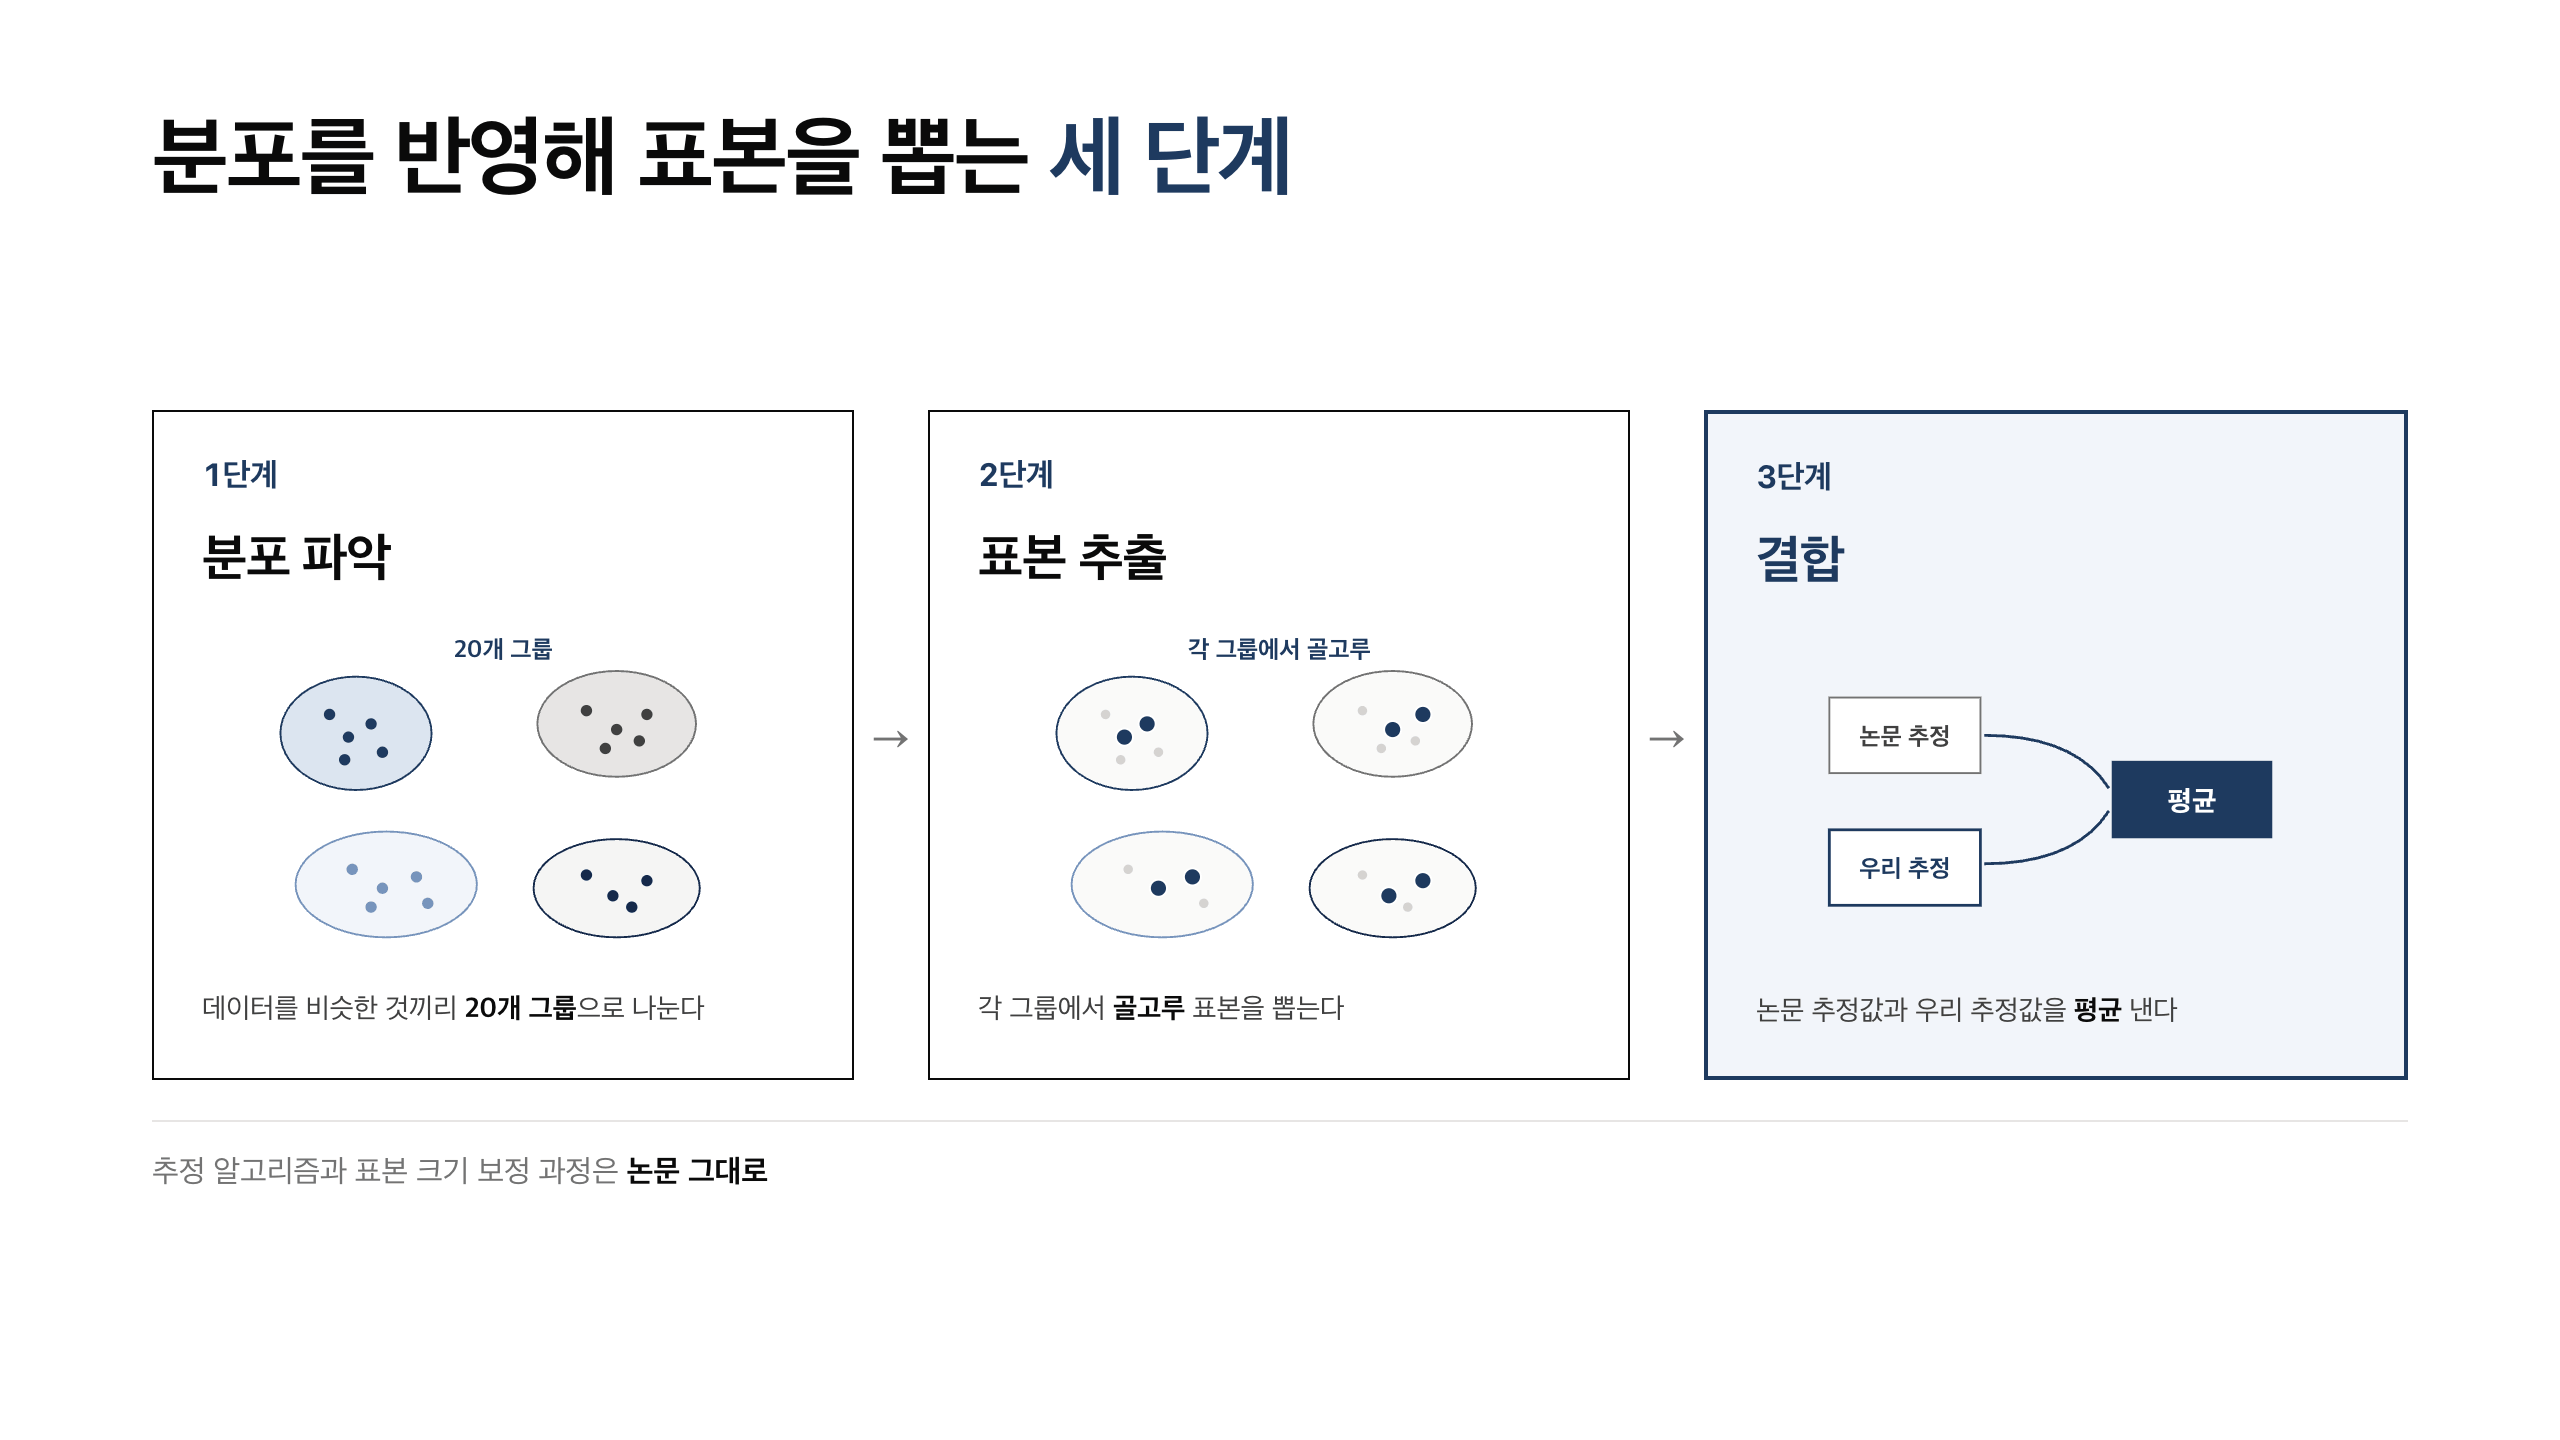 분포를 반영해 표본을 뽑는 세 단계
1단계
분포 파악
20개 그룹
데이터를 비슷한 것끼리 20개 그룹으로 나눈다
→
2단계
표본 추출
각 그룹에서 골고루
각 그룹에서 골고루 표본을 뽑는다
→
3단계
결합
논문 추정
우리 추정
평균
논문 추정값과 우리 추정값을 평균 낸다
추정 알고리즘과 표본 크기 보정 과정은 논문 그대로